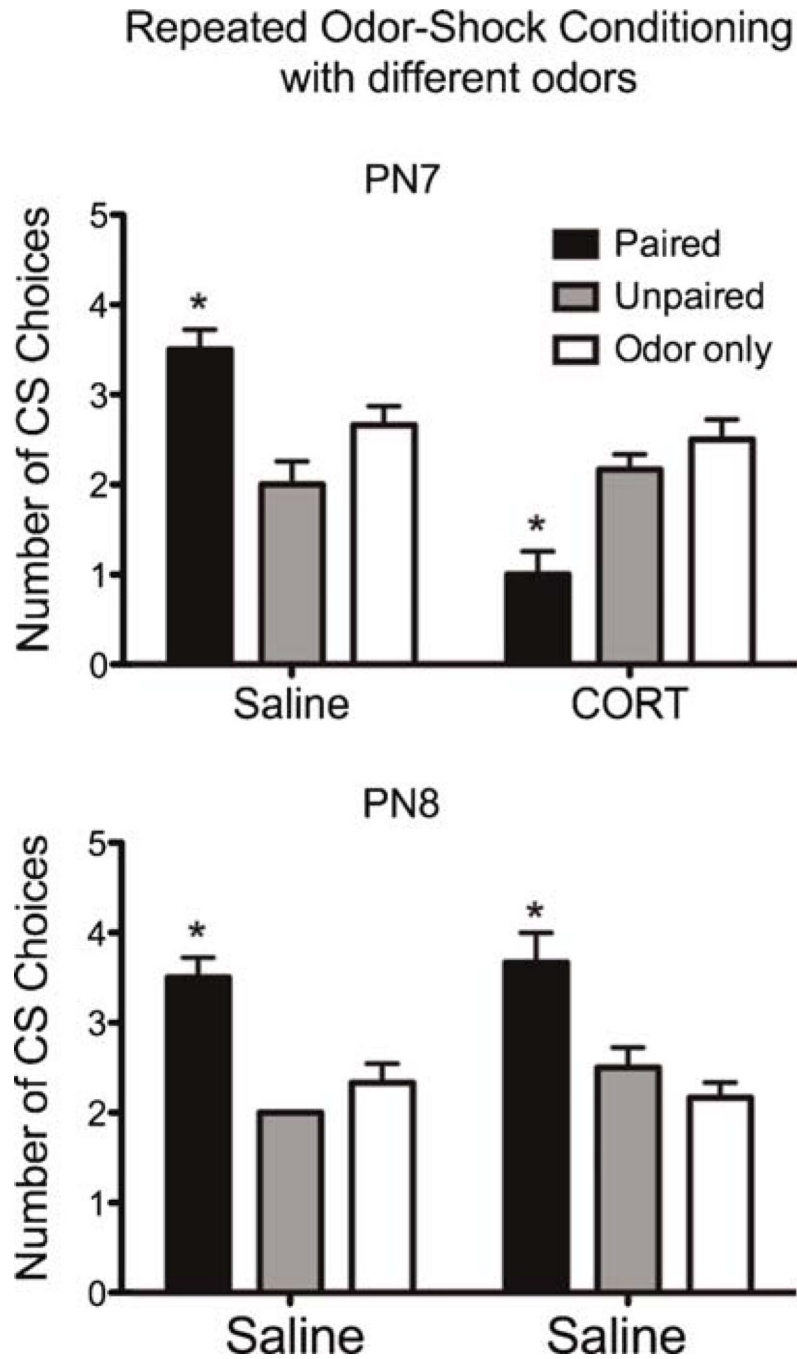 Repeated Odor-Shock Conditioning
with different odors
PN7
Number of CS Choices
5
4
3
2
1
0
*
*
Paired
Unpaired
Odor only
Saline CORT
PN8
Number of CS Choices
5
4
3
2
1
0
*
*
Saline Saline